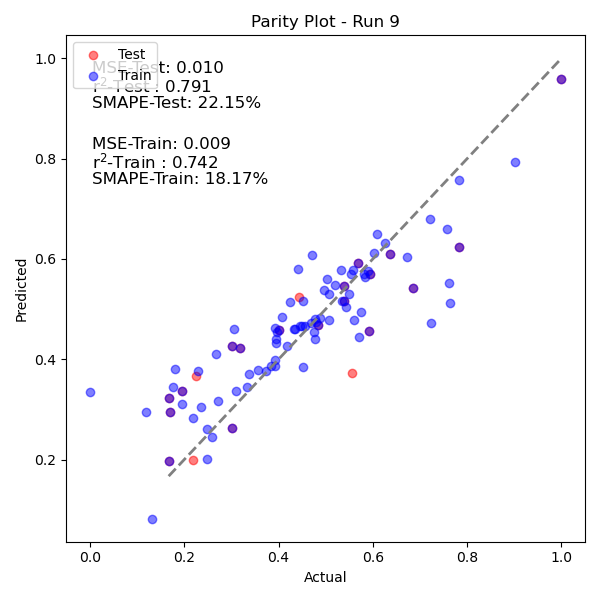 Parity Plot - Run 9
Test
Train
MSE-Test: 0.010
r²-Test : 0.791
SMAPE-Test: 22.15%
MSE-Train: 0.009
r²-Train : 0.742
SMAPE-Train: 18.17%
Predicted
1.0
0.8
0.6
0.4
0.2
0.0 0.2 0.4 0.6 0.8 1.0
Actual